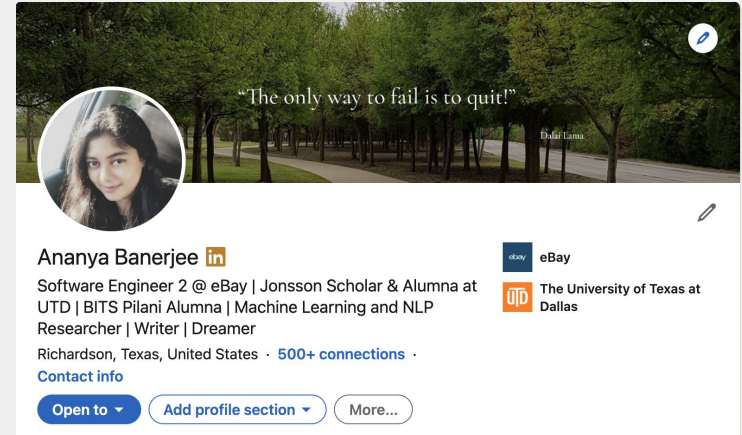 “The only way to fail is to quit!”
Dalai Lama
Ananya Banerjee in
ebay eBay
Software Engineer 2 @ eBay | Jonsson Scholar & Alumna at
UTD | BITS Pilani Alumna | Machine Learning and NLP
Researcher | Writer | Dreamer
UTD The University of Texas at
Dallas
Richardson, Texas, United States · 500+ connections ·
Contact info
Open to
Add profile section
More...